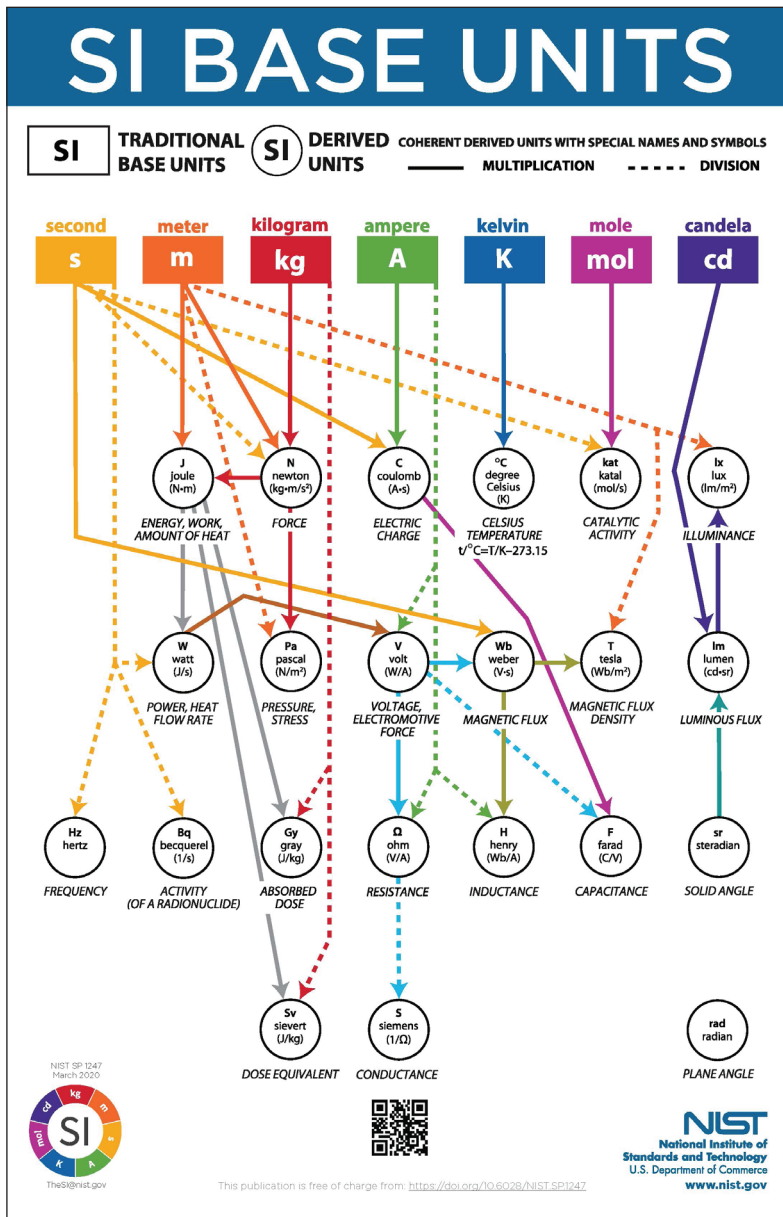 SI BASE UNITS
SI
TRADITIONAL
BASE UNITS
SI
DERIVED
UNITS
COHERENT DERIVED UNITS WITH SPECIAL NAMES AND SYMBOLS
MULTIPLICATION
DIVISION
second
meter
kilogram
ampere
kelvin
mole
candela
s
m
kg
A
K
mol
cd
J
joule
(N•m)
ENERGY, WORK,
AMOUNT OF HEAT
N
newton
(kg•m/s²)
FORCE
C
coulomb
(A•s)
ELECTRIC
CHARGE
°C
degree
Celsius
(K)
CELSIUS
TEMPERATURE
t/°C=T/K–273.15
kat
katal
(mol/s)
CATALYTIC
ACTIVITY
lx
lux
(lm/m²)
ILLUMINANCE
W
watt
(J/s)
POWER, HEAT
FLOW RATE
Pa
pascal
(N/m²)
PRESSURE,
STRESS
V
volt
(W/A)
VOLTAGE,
ELECTROMOTIVE
FORCE
Wb
weber
(V•s)
MAGNETIC FLUX
T
tesla
(Wb/m²)
MAGNETIC FLUX
DENSITY
lm
lumen
(cd•sr)
LUMINOUS FLUX
Hz
hertz
FREQUENCY
Bq
becquerel
(1/s)
ACTIVITY
(OF A RADIONUCLIDE)
Gy
gray
(J/kg)
ABSORBED
DOSE
Ω
ohm
(V/A)
RESISTANCE
H
henry
(Wb/A)
INDUCTANCE
F
farad
(C/V)
CAPACITANCE
sr
steradian
SOLID ANGLE
Sv
sievert
(J/kg)
DOSE EQUIVALENT
S
siemens
(1/Ω)
CONDUCTANCE
rad
radian
PLANE ANGLE
NIST SP 1247
March 2020
kg
m
s
A
K
mol
cd
SI
TheSI@nist.gov
This publication is free of charge from: https://doi.org/10.6028/NIST.SP.1247
NIST
National Institute of
Standards and Technology
U.S. Department of Commerce
www.nist.gov